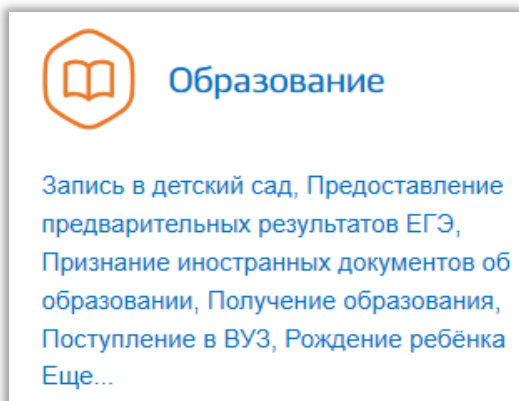 Образование
Запись в детский сад, Предоставление
предварительных результатов ЕГЭ,
Признание иностранных документов об
образовании, Получение образования,
Поступление в ВУЗ, Рождение ребёнка
Еще...